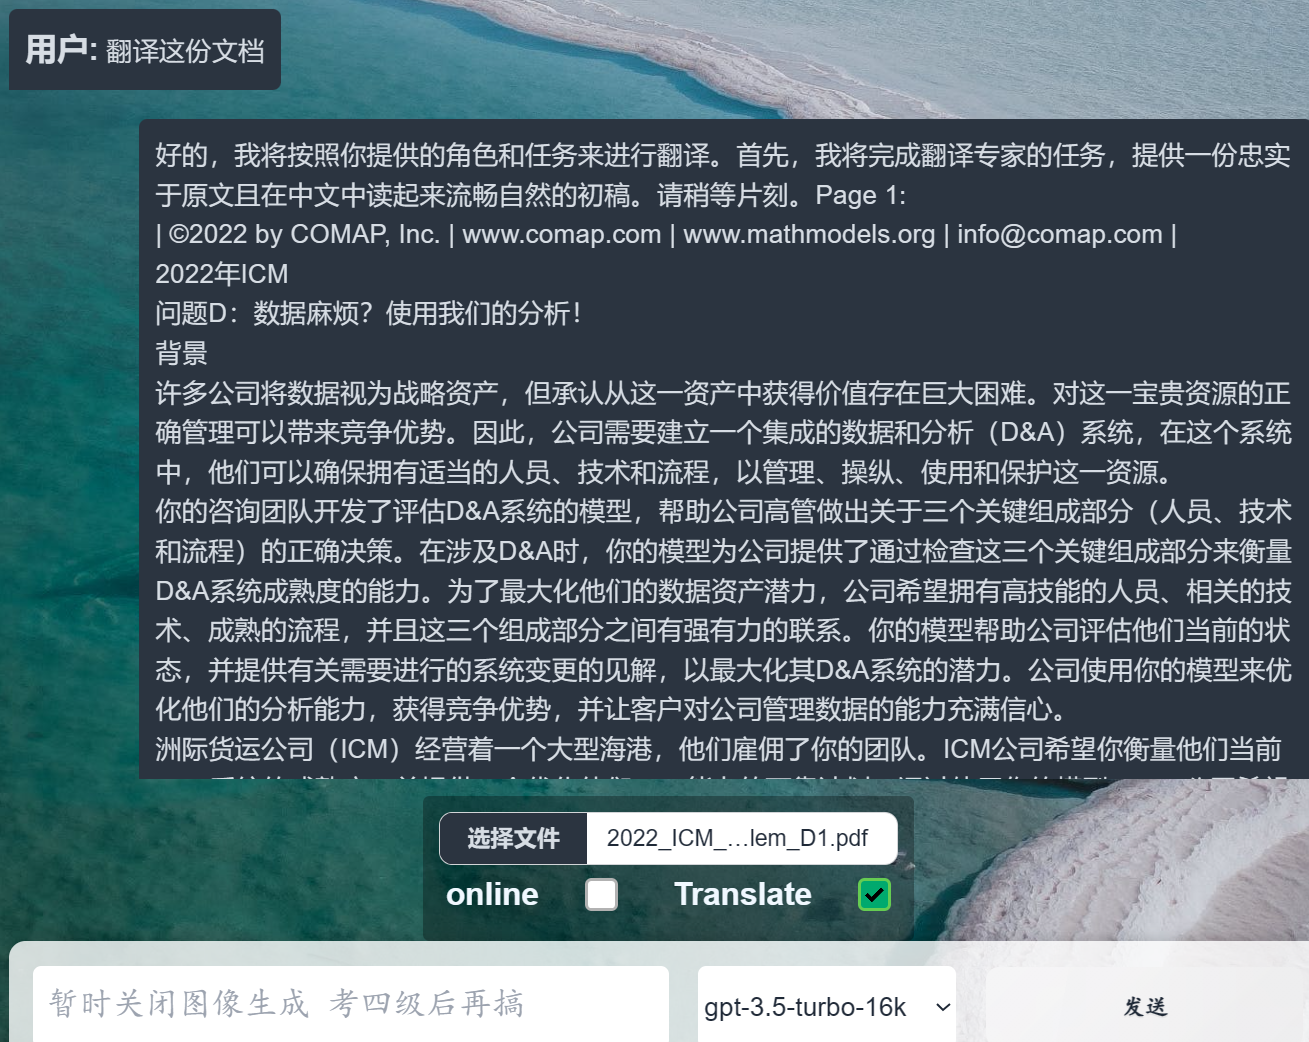 用户: 翻译这份文档
好的，我将按照你提供的角色和任务来进行翻译。首先，我将完成翻译专家的任务，提供一份忠实
于原文且在中文中读起来流畅自然的初稿。请稍等片刻。Page 1:
| ©2022 by COMAP, Inc. | www.comap.com | www.mathmodels.org | info@comap.com |
2022年ICM
问题D：数据麻烦？使用我们的分析！
背景
许多公司将数据视为战略资产，但承认从这一资产中获得价值存在巨大困难。对这一宝贵资源的正
确管理可以带来竞争优势。因此，公司需要建立一个集成的数据和分析（D&A）系统，在这个系统
中，他们可以确保拥有适当的人员、技术和流程，以管理、操纵、使用和保护这一资源。
你的咨询团队开发了评估D&A系统的模型，帮助公司高管做出关于三个关键组成部分（人员、技术
和流程）的正确决策。在涉及D&A时，你的模型为公司提供了通过检查这三个关键组成部分来衡量
D&A系统成熟度的能力。为了最大化他们的数据资产潜力，公司希望拥有高技能的人员、相关的技
术、成熟的流程，并且这三个组成部分之间有强有力的联系。你的模型帮助公司评估他们当前的状
态，并提供有关需要进行的系统变更的见解，以最大化其D&A系统的潜力。公司使用你的模型来优
化他们的分析能力，获得竞争优势，并让客户对公司管理数据的能力充满信心。
洲际货运公司（ICM）经营着一个大型海港，他们雇佣了你的团队。ICM公司希望你衡量他们当前
选择文件 2022_ICM_...lem_D1.pdf
online Translate
暂时关闭图像生成 考四级后再搞
gpt-3.5-turbo-16k
发送